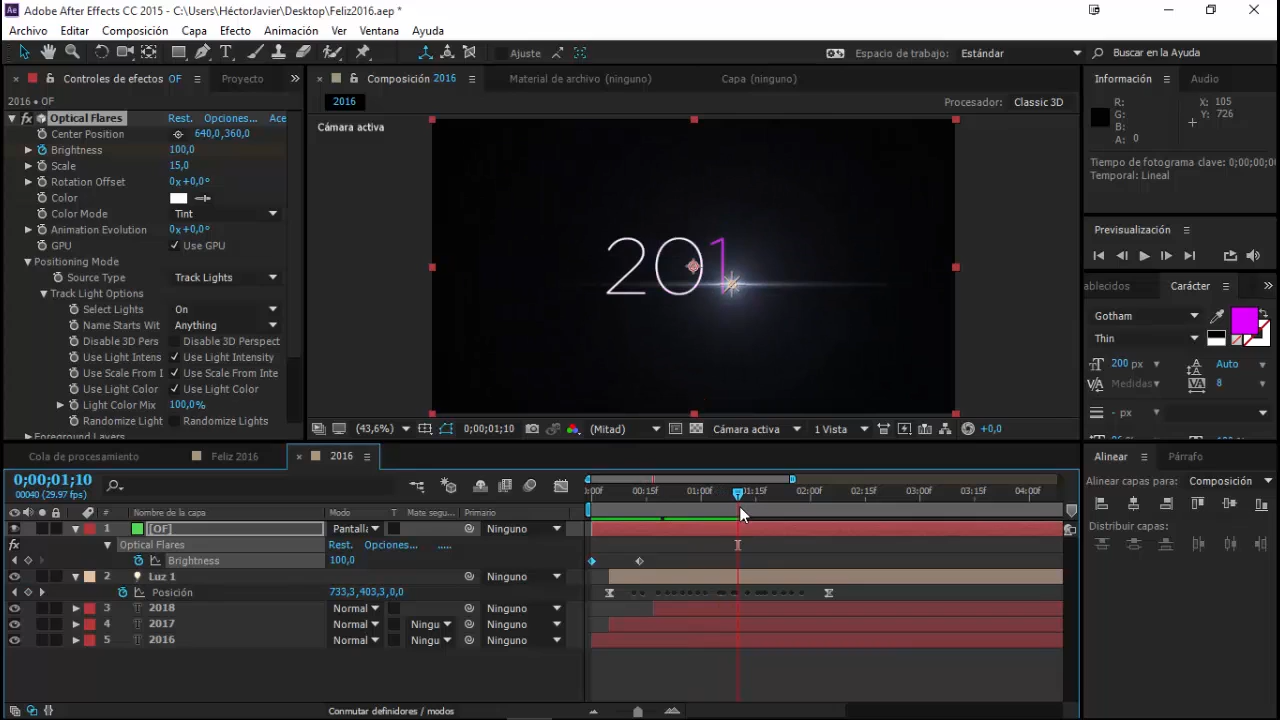 Adobe After Effects CC 2015 - C:\Users\HéctorJavier\Desktop\Feliz2016.aep *
Archivo Editar Composición Capa Efecto Animación Ver Ventana Ayuda
Ajuste Espacio de trabajo: Estándar Buscar en la Ayuda
Controles de efectos OF Proyecto
2016 • OF
Optical Flares Rest. Opciones... Ace
Center Position 640,0,360,0
Brightness 100,0
Scale 15,0
Rotation Offset 0x+0,0°
Color
Color Mode Tint
Animation Evolution 0x+0,0°
GPU Use GPU
Positioning Mode
Source Type Track Lights
Track Light Options
Select Lights On
Name Starts Wit Anything
Disable 3D Pers Disable 3D Perspect
Use Light Intens Use Light Intensity
Use Scale From I Use Scale From Inte
Use Light Color Use Light Color
Light Color Mix 100,0%
Randomize Light Randomize Lights
Foreground Layers
Composición 2016 Material de archivo (ninguno) Capa (ninguno)
2016 Procesador: Classic 3D
Cámara activa
201
(43,6%) 0;00;01;10 (Mitad) Cámara activa 1 Vista +0,0
Información Audio
R: X: 105
G: Y: 726
B:
A: 0
Tiempo de fotograma clave: 0;00;00;0
Temporal: Lineal
Previsualización
ablecidos Carácter
Gotham
Thin
200 px Auto
Medidas 8
- px
Cola de procesamiento Feliz 2016 2016
0;00;01;10
00040 (29.97 fps)
:00f 00:15f 01:00f 01:15f 02:00f 02:15f 03:00f 03:15f 04:00f
# Nombre de la capa Modo T Mate segu... Primario
1 [OF] Pantalla Ninguno
Optical Flares Rest. Opciones... .....
Brightness 100,0
2 Luz 1 Ninguno
Posición 733,3,403,3,0,0
3 2018 Normal Ninguno
4 2017 Normal Ningu Ninguno
5 2016 Normal Ningu Ninguno
Conmutar definidores / modos
Alinear Párrafo
Alinear capas para: Composición
Distribuir capas: